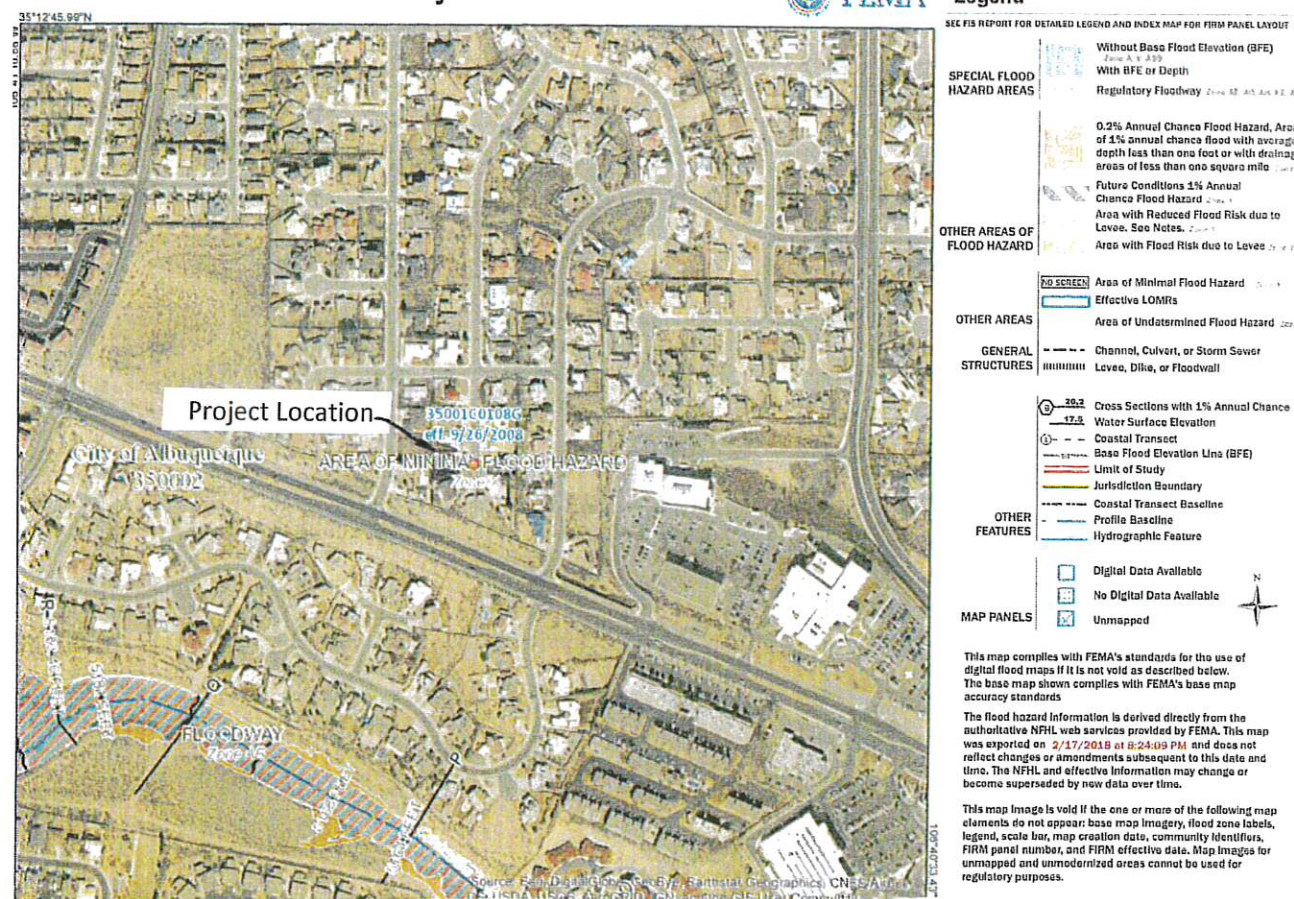 FEMA
Legend
35°12'45.99"N
SEE FIS REPORT FOR DETAILED LEGEND AND INDEX MAP FOR FIRM PANEL LAYOUT
SPECIAL FLOOD
HAZARD AREAS
Without Base Flood Elevation (BFE)
Zone A, V, A99
With BFE or Depth
Regulatory Floodway
0.2% Annual Chance Flood Hazard, Area
of 1% annual chance flood with average
depth less than one foot or with drainage
areas of less than one square mile
Future Conditions 1% Annual
Chance Flood Hazard
Area with Reduced Flood Risk due to
Levee. See Notes.
OTHER AREAS OF
FLOOD HAZARD
Area with Flood Risk due to Levee
NO SCREEN Area of Minimal Flood Hazard
Effective LOMRs
OTHER AREAS
Area of Undetermined Flood Hazard
GENERAL
STRUCTURES
Channel, Culvert, or Storm Sewer
Levee, Dike, or Floodwall
20.2 Cross Sections with 1% Annual Chance
17.5 Water Surface Elevation
Coastal Transect
Base Flood Elevation Line (BFE)
Limit of Study
Jurisdiction Boundary
Coastal Transect Baseline
OTHER
FEATURES
Profile Baseline
Hydrographic Feature
Digital Data Available
No Digital Data Available
MAP PANELS
Unmapped
N
This map complies with FEMA's standards for the use of
digital flood maps if it is not void as described below.
The base map shown complies with FEMA's base map
accuracy standards
The flood hazard information is derived directly from the
authoritative NFHL web services provided by FEMA. This map
was exported on 2/17/2018 at 8:24:09 PM and does not
reflect changes or amendments subsequent to this date and
time. The NFHL and effective information may change or
become superseded by new data over time.
This map image is void if the one or more of the following map
elements do not appear: base map imagery, flood zone labels,
legend, scale bar, map creation date, community identifiers,
FIRM panel number, and FIRM effective date. Map images for
unmapped and unmodernized areas cannot be used for
regulatory purposes.
Project Location
35001C0108G
eff. 9/26/2008
City of Albuquerque
350002
AREA OF MINIMAL FLOOD HAZARD
FLOODWAY
Q
P
R
106°40'3.43"